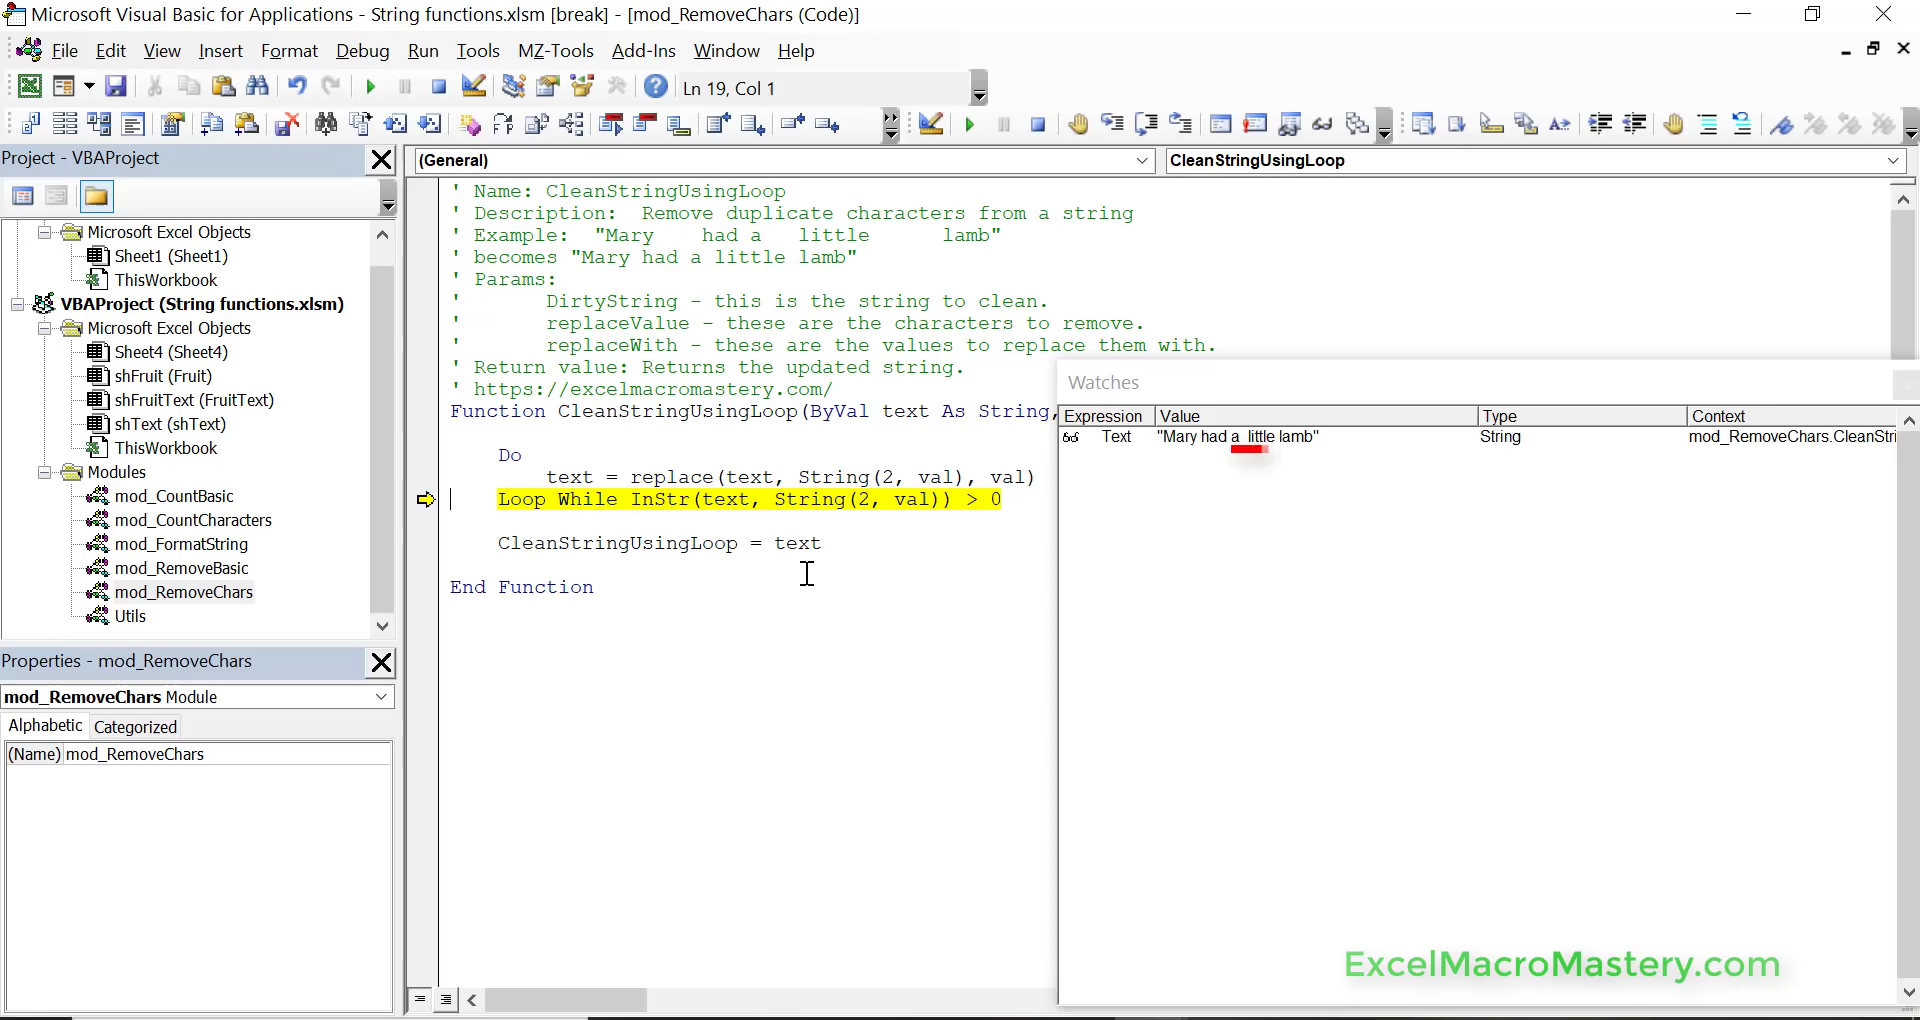 Microsoft Visual Basic for Applications - String functions.xlsm [break] - [mod_RemoveChars (Code)]
File Edit View Insert Format Debug Run Tools MZ-Tools Add-Ins Window Help
Ln 19, Col 1
Project - VBAProject
(General)
CleanStringUsingLoop
Microsoft Excel Objects
Sheet1 (Sheet1)
ThisWorkbook
VBAProject (String functions.xlsm)
Microsoft Excel Objects
Sheet4 (Sheet4)
shFruit (Fruit)
shFruitText (FruitText)
shText (shText)
ThisWorkbook
Modules
mod_CountBasic
mod_CountCharacters
mod_FormatString
mod_RemoveBasic
mod_RemoveChars
Utils
Properties - mod_RemoveChars
mod_RemoveChars Module
Alphabetic Categorized
(Name) mod_RemoveChars
' Name: CleanStringUsingLoop
' Description:  Remove duplicate characters from a string
' Example:  "Mary    had a   little      lamb"
' becomes "Mary had a little lamb"
' Params:
'       DirtyString - this is the string to clean.
'       replaceValue - these are the characters to remove.
'       replaceWith - these are the values to replace them with.
' Return value: Returns the updated string.
' https://excelmacromastery.com/
Function CleanStringUsingLoop(ByVal text As String,
Do
text = replace(text, String(2, val), val)
Loop While InStr(text, String(2, val)) > 0
CleanStringUsingLoop = text
End Function
Watches
Expression Value Type Context
Text "Mary had a  little lamb" String mod_RemoveChars.CleanStri
ExcelMacroMastery.com